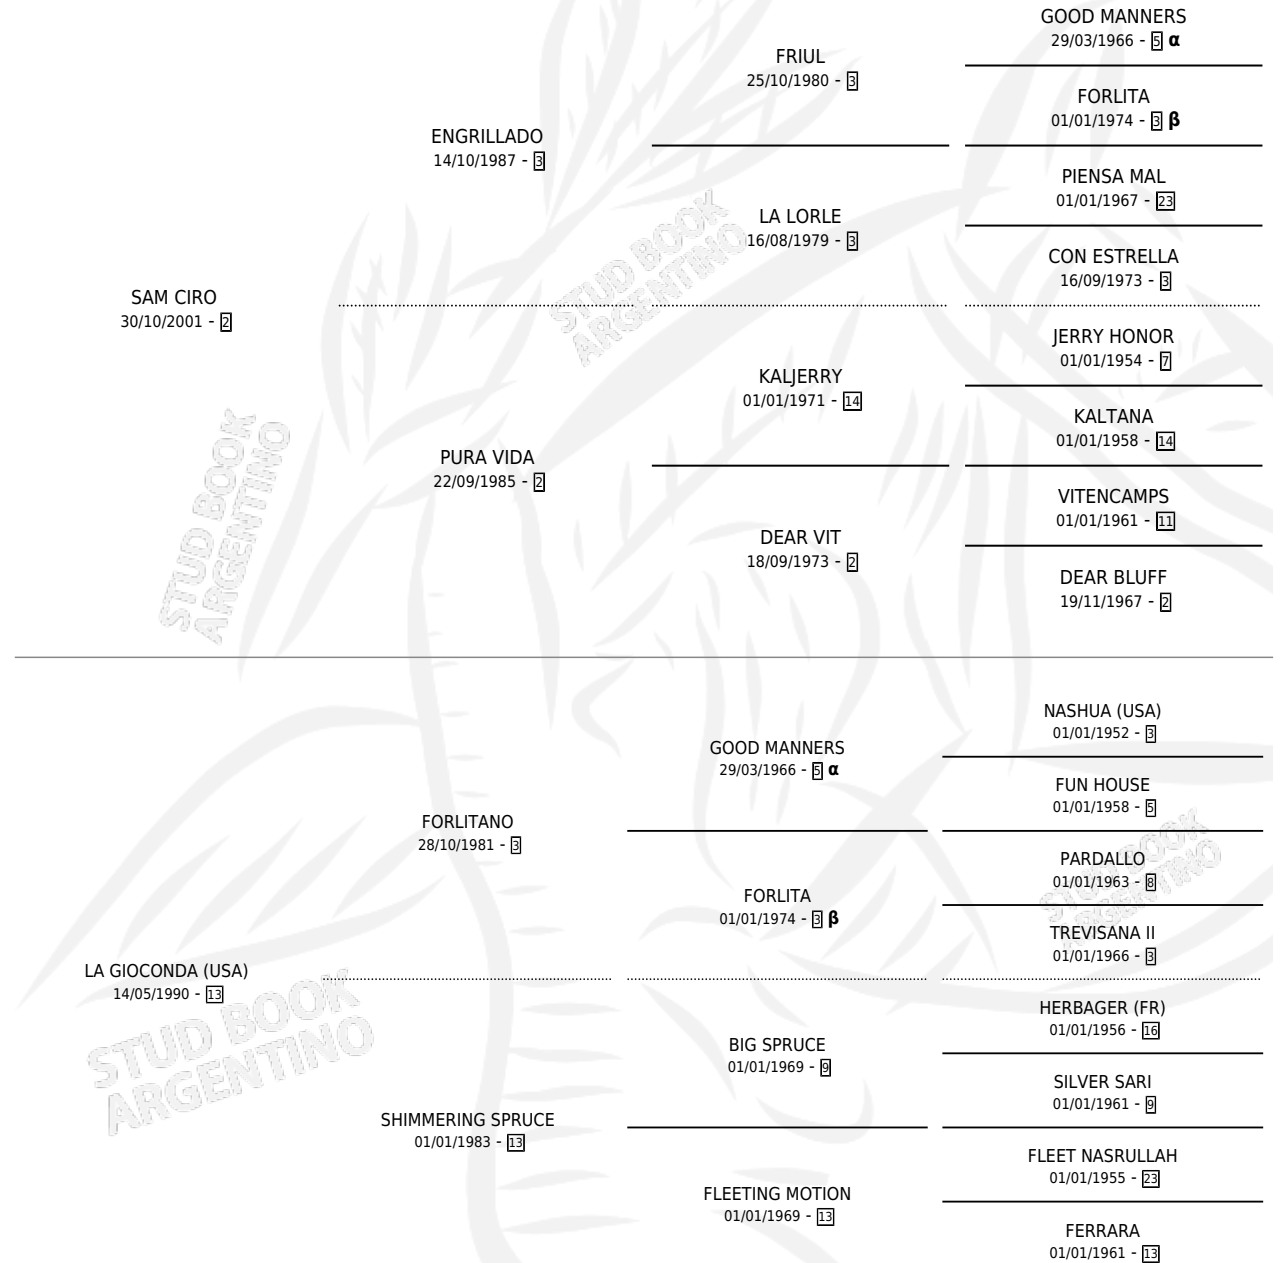 GOOD MANNERS
29/03/1966 - 5 α
FRIUL
25/10/1980 - 3
FORLITA
01/01/1974 - 3 β
ENGRILLADO
14/10/1987 - 3
PIENSA MAL
01/01/1967 - 23
LA LORLE
16/08/1979 - 3
CON ESTRELLA
16/09/1973 - 3
SAM CIRO
30/10/2001 - 2
STUD BOOK
ARGENTINO
JERRY HONOR
01/01/1954 - 7
KALJERRY
01/01/1971 - 14
KALTANA
01/01/1958 - 14
PURA VIDA
22/09/1985 - 2
VITENCAMPS
01/01/1961 - 11
DEAR VIT
18/09/1973 - 2
DEAR BLUFF
19/11/1967 - 2
STUD BOOK
ARGENTINO
NASHUA (USA)
01/01/1952 - 3
GOOD MANNERS
29/03/1966 - 5 α
FUN HOUSE
01/01/1958 - 5
FORLITANO
28/10/1981 - 3
PARDALLO
01/01/1963 - 8
FORLITA
01/01/1974 - 3 β
TREVISANA II
01/01/1966 - 3
STUD BOOK
ARGENTINO
LA GIOCONDA (USA)
14/05/1990 - 13
HERBAGER (FR)
01/01/1956 - 16
BIG SPRUCE
01/01/1969 - 9
SILVER SARI
01/01/1961 - 9
SHIMMERING SPRUCE
01/01/1983 - 13
FLEET NASRULLAH
01/01/1955 - 23
FLEETING MOTION
01/01/1969 - 13
FERRARA
01/01/1961 - 13
STUD BOOK
ARGENTINO